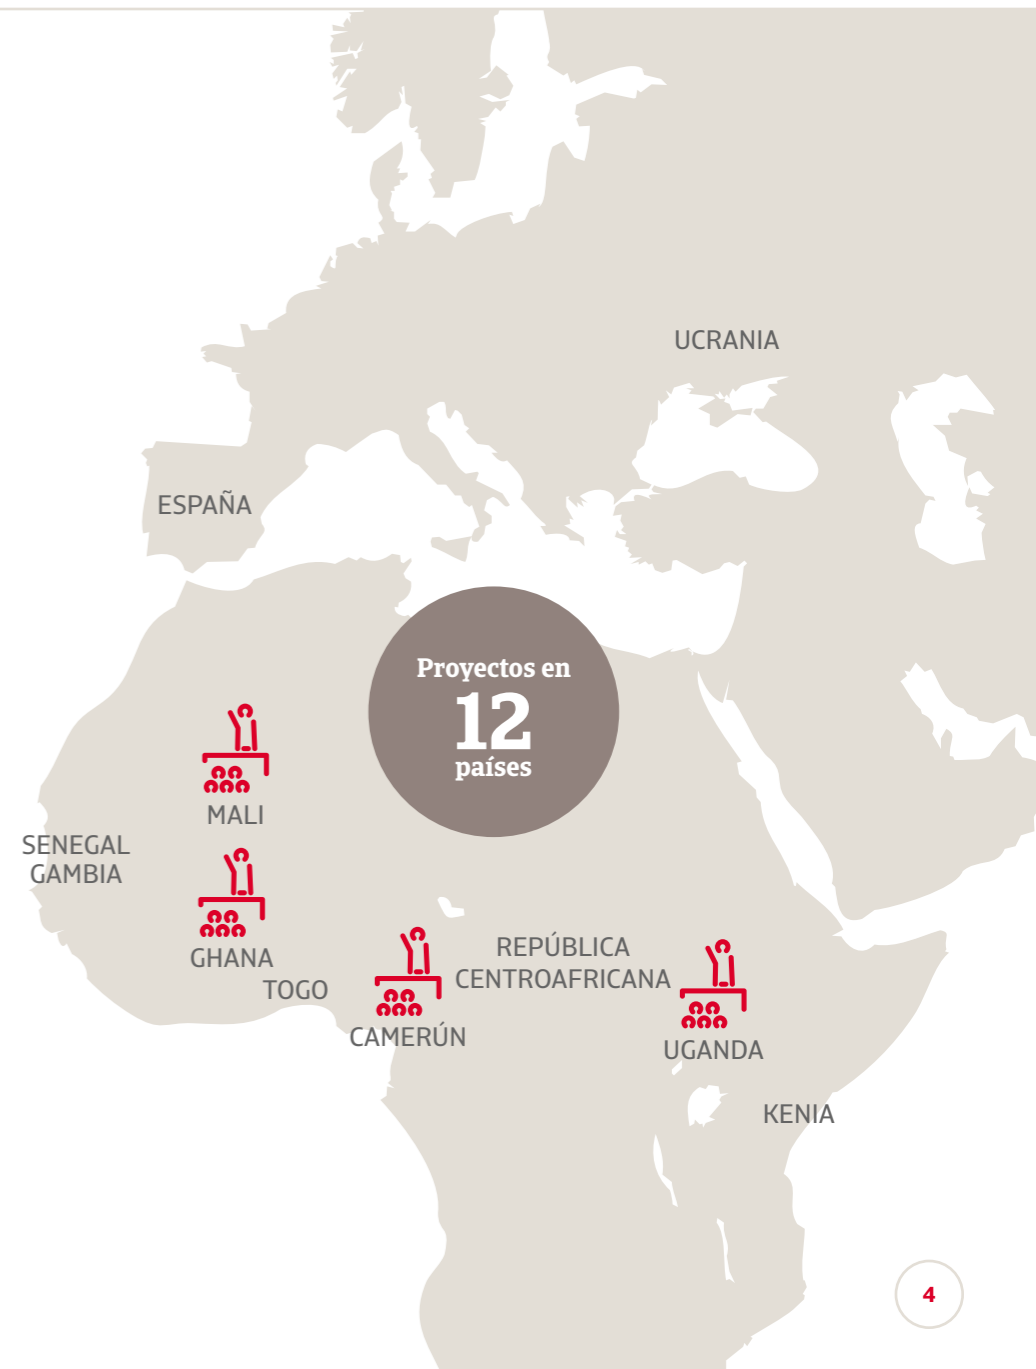 UCRANIA
ESPAÑA
Proyectos en
12
países
MALI
SENEGAL
GAMBIA
GHANA
TOGO
REPÚBLICA
CENTROAFRICANA
CAMERÚN
UGANDA
KENIA
4